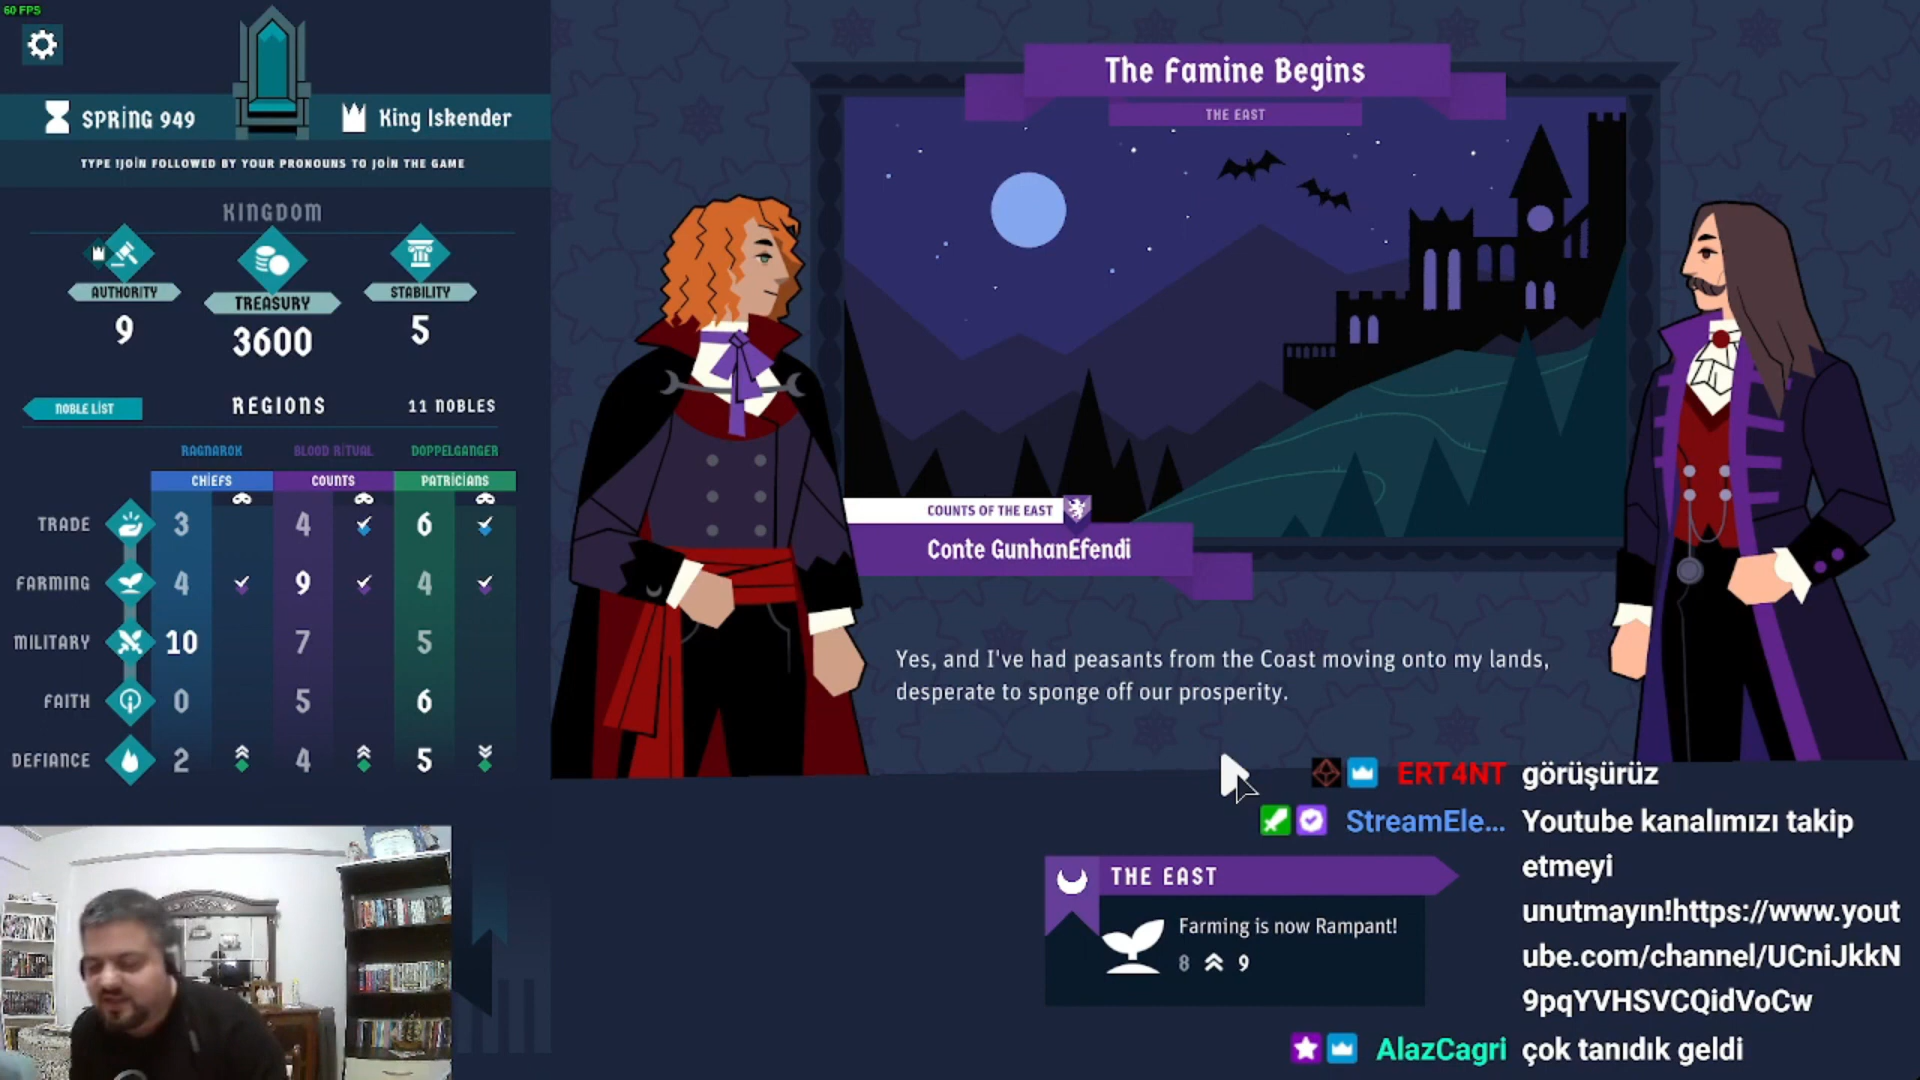 60 FPS
SPRING 949
King Iskender
TYPE !JOIN FOLLOWED BY YOUR PRONOUNS TO JOIN THE GAME
KINGDOM
AUTHORITY
TREASURY
STABILITY
9
3600
5
NOBLE LIST
REGIONS
11 NOBLES
RAGNAROK
BLOOD RITUAL
DOPPELGANGER
CHIEFS
COUNTS
PATRICIANS
TRADE 3 4 6
FARMING 4 9 4
MILITARY 10 7 5
FAITH 0 5 6
DEFIANCE 2 4 5
The Famine Begins
THE EAST
COUNTS OF THE EAST
Conte GunhanEfendi
Yes, and I've had peasants from the Coast moving onto my lands,
desperate to sponge off our prosperity.
THE EAST
Farming is now Rampant!
8 9
ERT4NT görüşürüz
StreamEle... Youtube kanalımızı takip
etmeyi
unutmayın!https://www.yout
ube.com/channel/UCniJkkN
9pqYVHSVCQidVoCw
AlazCagri çok tanıdık geldi